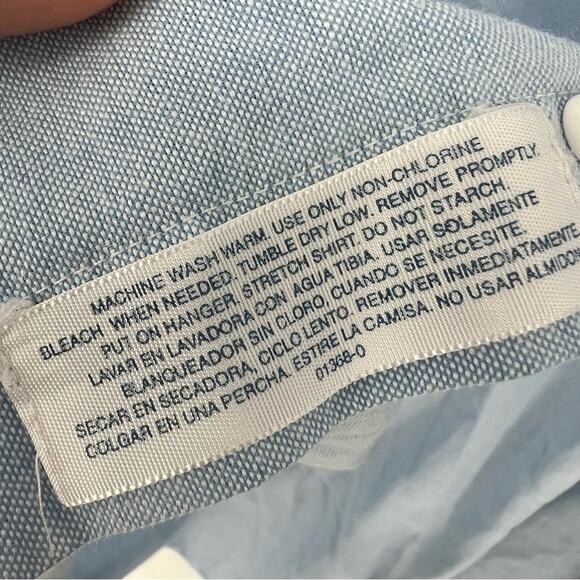 MACHINE WASH WARM. USE ONLY NON-CHLORINE
BLEACH WHEN NEEDED. TUMBLE DRY LOW. REMOVE PROMPTLY.
PUT ON HANGER, STRETCH SHIRT. DO NOT STARCH.
LAVAR EN LAVADORA CON AGUA TIBIA. USAR SOLAMENTE
BLANQUEADOR SIN CLORO, CUANDO SE NECESITE.
SECAR EN SECADORA, CICLO LENTO. REMOVER INMEDIATAMENTE.
COLGAR EN UNA PERCHA. ESTIRE LA CAMISA. NO USAR ALMIDON
01368-0